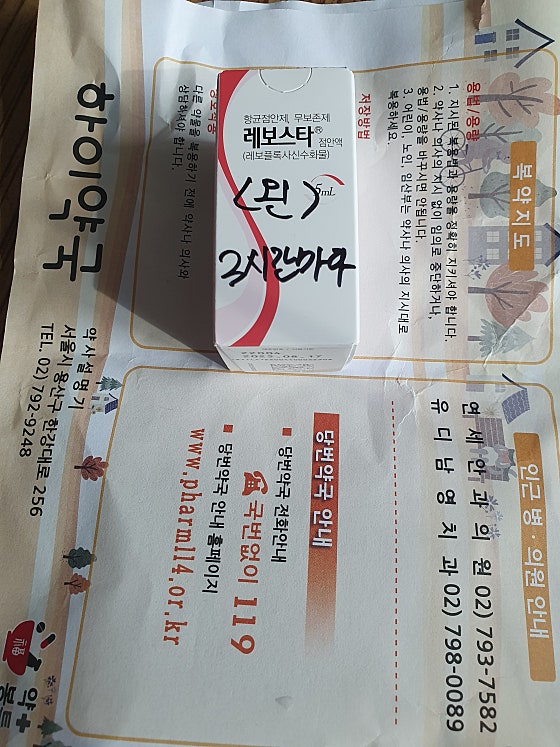 항균점안제, 무보존제
레보스타® 점안액
(레보플록사신수화물)
5mL
(왼)
2시간마다
22004
하이약국
약사 설명기
서울시 용산구 한강대로 256
TEL. 02) 792-9248
복약지도
용법·용량
1. 지시된 복용법과 용량을 정확히 지키셔야 합니다.
2. 약사나 의사의 지시 없이 임의로 중단하거나,
용법·용량을 바꾸시면 안됩니다.
3. 어린이, 노인, 임산부는 약사나 의사의 지시대로
복용하세요.
저장방법
다른 약물을 복용하기 전에 약사나 의사와
상담하셔야 합니다.
인근 병·의원 안내
연세안과의원 02) 793-7582
유디남영치과 02) 798-0089
당번약국 안내
■ 당번약국 전화안내
국번없이 119
■ 당번약국 안내 홈페이지
www.pharm114.or.kr
약
봉투